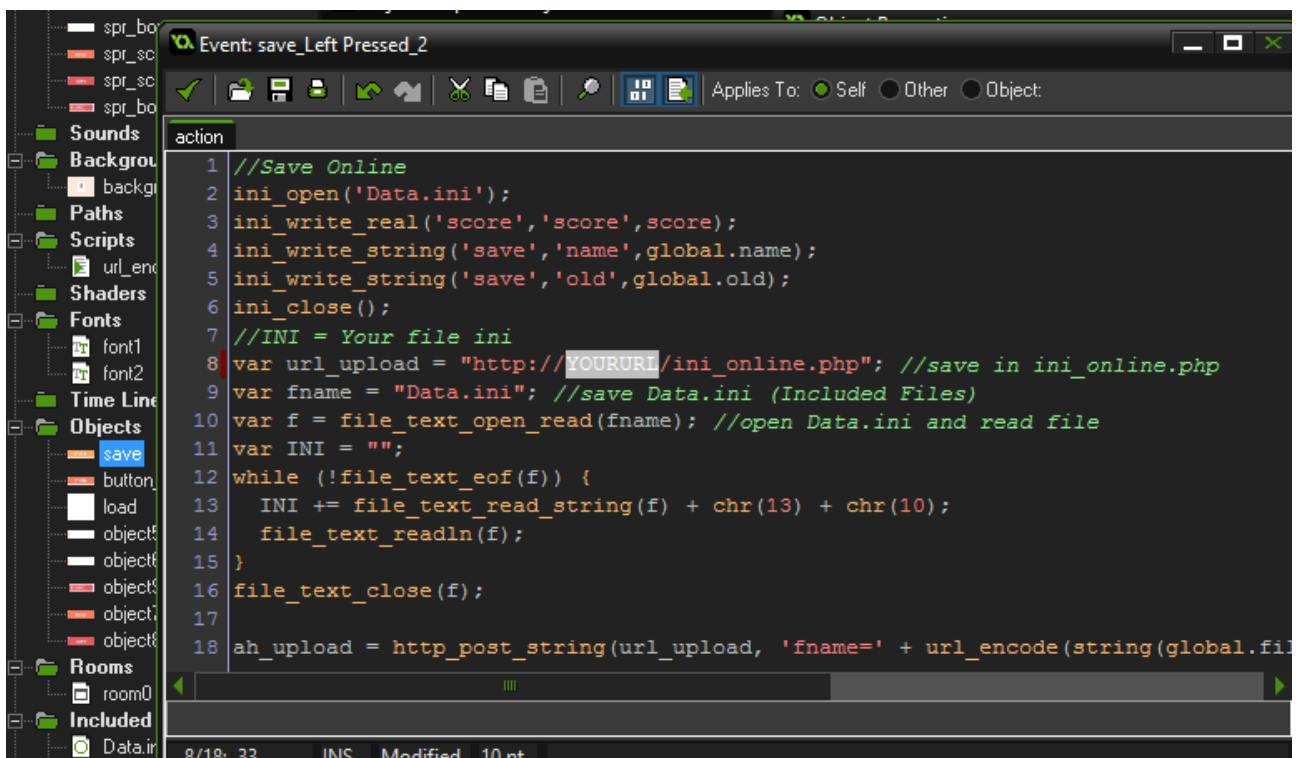 spr_bo
spr_sc
spr_sc
spr_bo
Sounds
Backgrou
backgr
Paths
Scripts
url_enc
Shaders
Fonts
font1
font2
Time Line
Objects
save
button_
load
object5
object6
object9
object7
object8
Rooms
room0
Included
Data.in
Event: save_Left Pressed_2
Applies To: Self Other Object:
action
1 //Save Online
2 ini_open('Data.ini');
3 ini_write_real('score','score',score);
4 ini_write_string('save','name',global.name);
5 ini_write_string('save','old',global.old);
6 ini_close();
7 //INI = Your file ini
8 var url_upload = "http://YOURURL/ini_online.php"; //save in ini_online.php
9 var fname = "Data.ini"; //save Data.ini (Included Files)
10 var f = file_text_open_read(fname); //open Data.ini and read file
11 var INI = "";
12 while (!file_text_eof(f)) {
13 INI += file_text_read_string(f) + chr(13) + chr(10);
14 file_text_readln(f);
15 }
16 file_text_close(f);
17
18 ah_upload = http_post_string(url_upload, 'fname=' + url_encode(string(global.fil
8/18: 33 INS Modified 10 pt